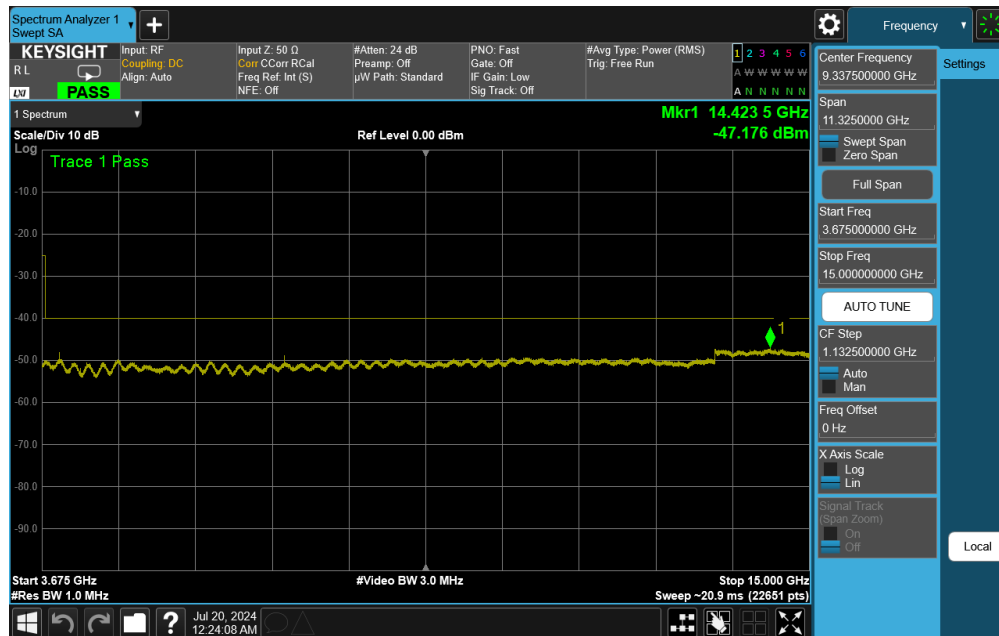 Spectrum Analyzer 1
Swept SA
+
Frequency
KEYSIGHT
R L
LXI
PASS
Input: RF
Coupling: DC
Align: Auto
Input Z: 50 Ω
Corr CCorr RCal
Freq Ref: Int (S)
NFE: Off
#Atten: 24 dB
Preamp: Off
µW Path: Standard
PNO: Fast
Gate: Off
IF Gain: Low
Sig Track: Off
#Avg Type: Power (RMS)
Trig: Free Run
1 2 3 4 5 6
A W W W W W
A N N N N N
1 Spectrum
Mkr1 14.423 5 GHz
-47.176 dBm
Scale/Div 10 dB
Ref Level 0.00 dBm
Log
Trace 1 Pass
-10.0
-20.0
-30.0
-40.0
-50.0
-60.0
-70.0
-80.0
-90.0
1
Start 3.675 GHz
#Video BW 3.0 MHz
Stop 15.000 GHz
#Res BW 1.0 MHz
Sweep ~20.9 ms (22651 pts)
?
Jul 20, 2024
12:24:08 AM
Center Frequency
9.337500000 GHz
Span
11.3250000 GHz
Swept Span
Zero Span
Full Span
Start Freq
3.675000000 GHz
Stop Freq
15.000000000 GHz
AUTO TUNE
CF Step
1.132500000 GHz
Auto
Man
Freq Offset
0 Hz
X Axis Scale
Log
Lin
Signal Track
(Span Zoom)
On
Off
Settings
Local